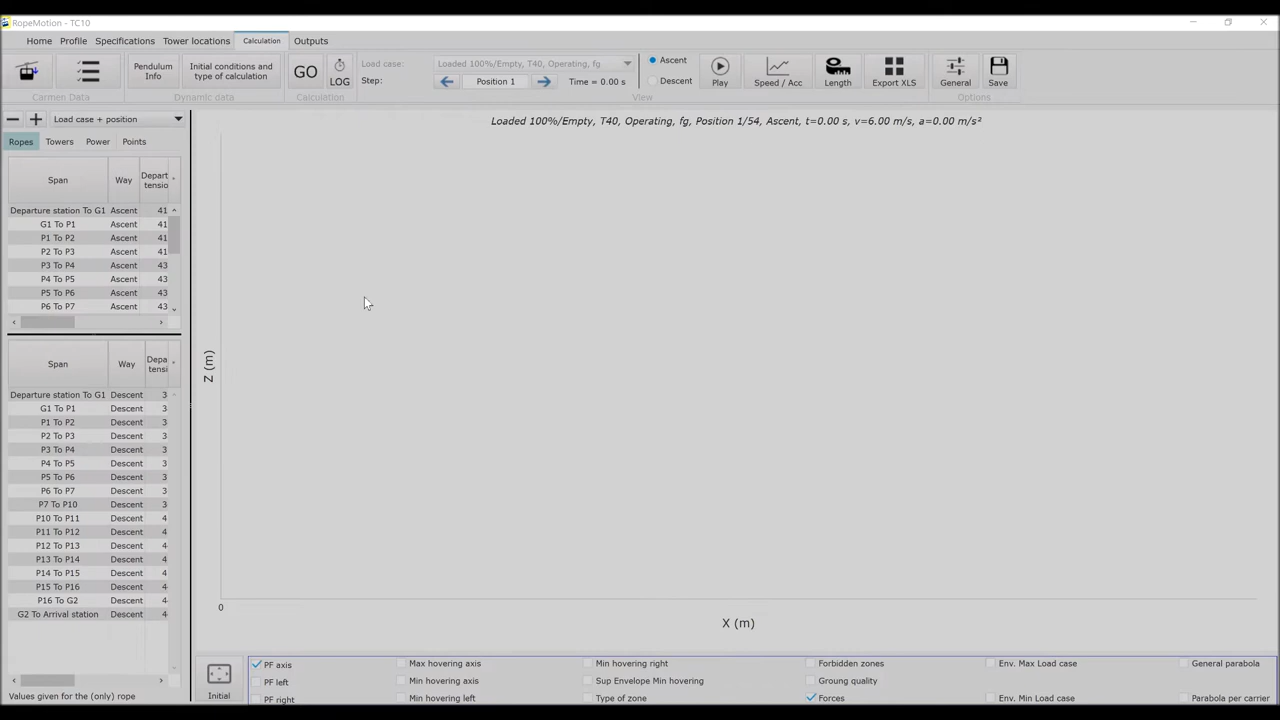 RopeMotion - TC10
Home Profile Specifications Tower locations Calculation Outputs
Pendulum Info
Initial conditions and type of calculation
GO
LOG
Load case: Loaded 100%/Empty, T40, Operating, fg
Step: Position 1 Time = 0.00 s
Ascent
Descent
Play
Speed / Acc
Length
Export XLS
General
Save
Carmen Data Dynamic data Calculation View Options
Load case + position
Ropes Towers Power Points
Span Way Depart tensio
Departure station To G1 Ascent 41
G1 To P1 Ascent 41
P1 To P2 Ascent 41
P2 To P3 Ascent 41
P3 To P4 Ascent 43
P4 To P5 Ascent 43
P5 To P6 Ascent 43
P6 To P7 Ascent 43
Span Way Depa tensi
Departure station To G1 Descent 3
G1 To P1 Descent 3
P1 To P2 Descent 3
P2 To P3 Descent 3
P3 To P4 Descent 3
P4 To P5 Descent 3
P5 To P6 Descent 3
P6 To P7 Descent 3
P7 To P10 Descent 3
P10 To P11 Descent 4
P11 To P12 Descent 4
P12 To P13 Descent 4
P13 To P14 Descent 4
P14 To P15 Descent 4
P15 To P16 Descent 4
P16 To G2 Descent 4
G2 To Arrival station Descent 4
Values given for the (only) rope
Loaded 100%/Empty, T40, Operating, fg, Position 1/54, Ascent, t=0.00 s, v=6.00 m/s, a=0.00 m/s²
Z (m)
0
X (m)
Initial
PF axis Max hovering axis Min hovering right Forbidden zones Env. Max Load case General parabola
PF left Min hovering axis Sup Envelope Min hovering Groung quality
PF right Min hovering left Type of zone Forces Env. Min Load case Parabola per carrier